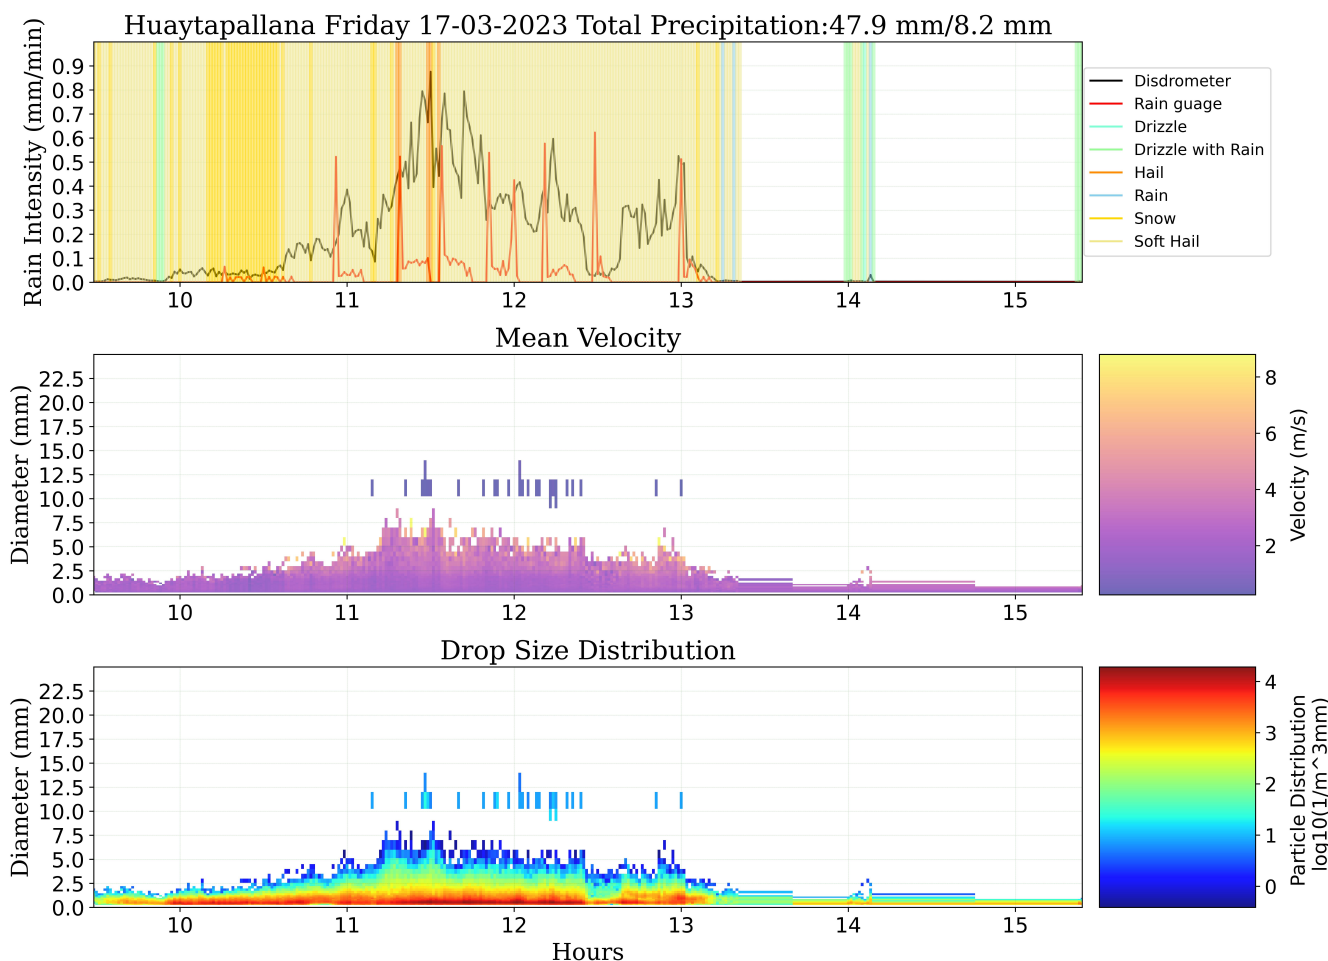 Huaytapallana Friday 17-03-2023 Total Precipitation:47.9 mm/8.2 mm
Rain Intensity (mm/min)
0.9
0.8
0.7
0.6
0.5
0.4
0.3
0.2
0.1
0.0
10 11 12 13 14 15
Disdrometer
Rain guage
Drizzle
Drizzle with Rain
Hail
Rain
Snow
Soft Hail
Mean Velocity
Diameter (mm)
22.5
20.0
17.5
15.0
12.5
10.0
7.5
5.0
2.5
0.0
10 11 12 13 14 15
8
6
4
2
Velocity (m/s)
Drop Size Distribution
Diameter (mm)
22.5
20.0
17.5
15.0
12.5
10.0
7.5
5.0
2.5
0.0
10 11 12 13 14 15
Hours
4
3
2
1
0
Particle Distribution
log10(1/m^3mm)